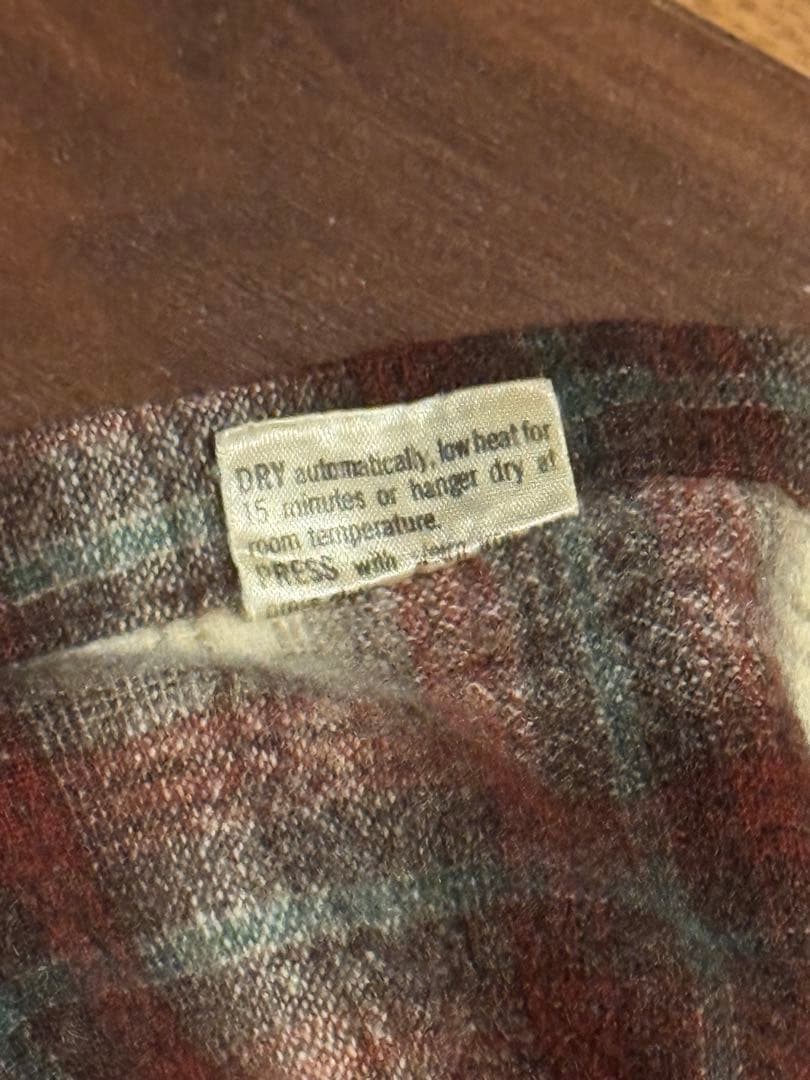 DRY automatically, low heat for
15 minutes or hanger dry at
room temperature.
PRESS with